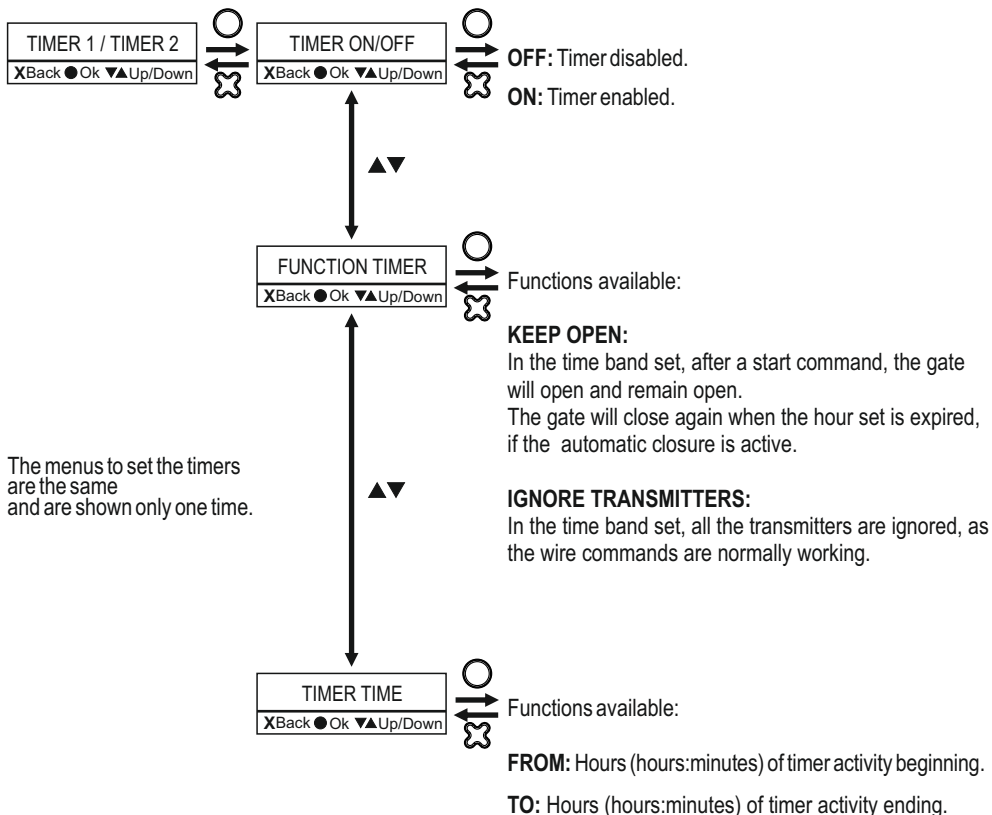 TIMER 1 / TIMER 2
XBack ●Ok ▼▲Up/Down
TIMER ON/OFF
XBack ●Ok ▼▲Up/Down
OFF: Timer disabled.
ON: Timer enabled.
▲▼
FUNCTION TIMER
XBack ●Ok ▼▲Up/Down
Functions available:
KEEP OPEN:
In the time band set, after a start command, the gate
will open and remain open.
The gate will close again when the hour set is expired,
if the automatic closure is active.
The menus to set the timers
are the same
and are shown only one time.
▲▼
IGNORE TRANSMITTERS:
In the time band set, all the transmitters are ignored, as
the wire commands are normally working.
TIMER TIME
XBack ●Ok ▼▲Up/Down
Functions available:
FROM: Hours (hours:minutes) of timer activity beginning.
TO: Hours (hours:minutes) of timer activity ending.